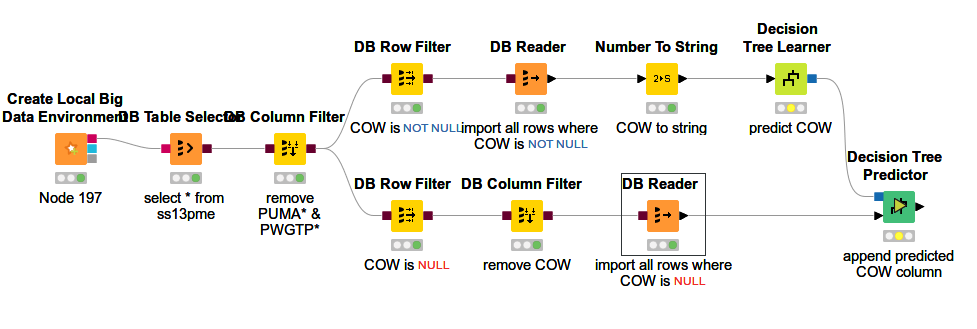 Decision
Tree Learner
DB Row Filter
DB Reader
Number To String
2▸S
COW is NOT NULL
import all rows where
COW is NOT NULL
COW to string
predict COW
Create Local Big
Data Environment
DB Table Selector
DB Column Filter
Node 197
select * from
ss13pme
remove
PUMA* &
PWGTP*
Decision Tree
Predictor
DB Row Filter
DB Column Filter
DB Reader
COW is NULL
remove COW
import all rows where
COW is NULL
append predicted
COW column